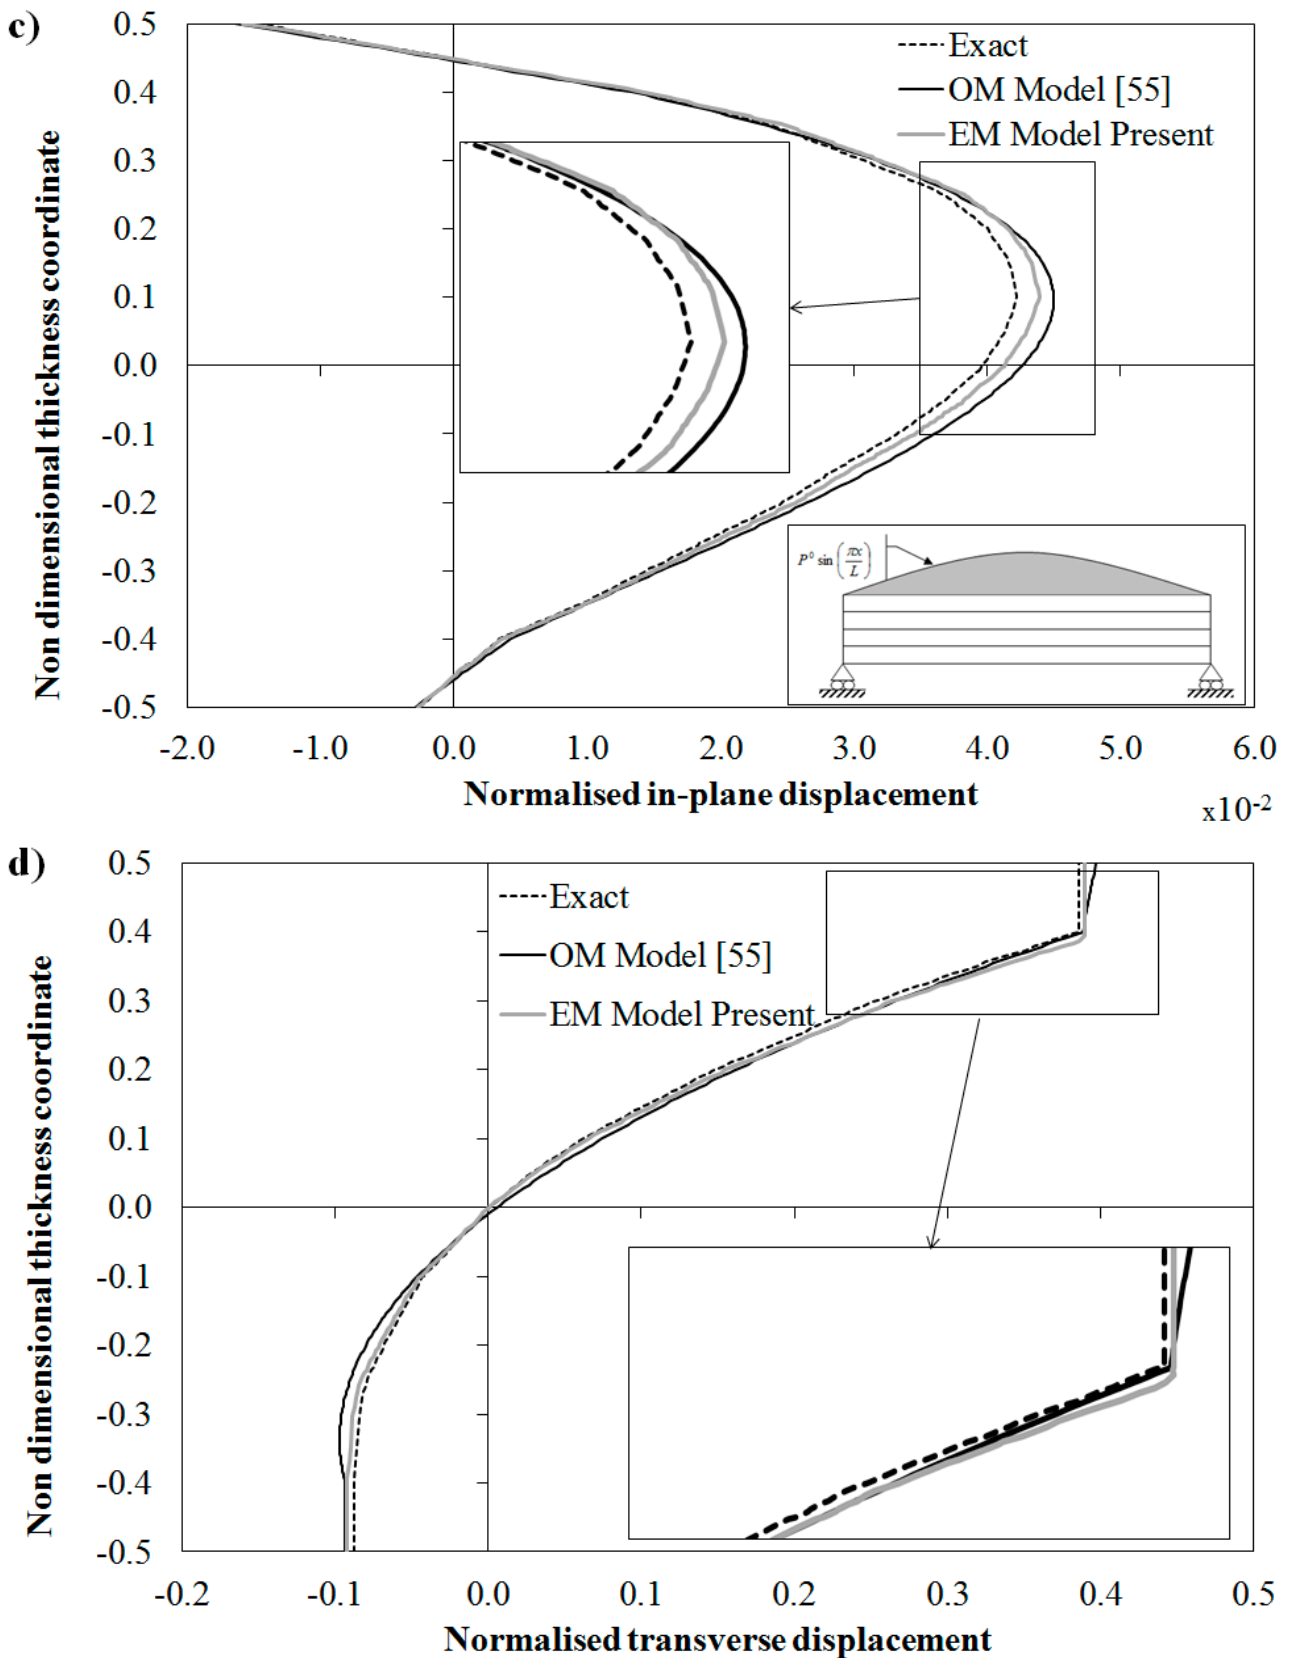 c)
0.5
0.4
0.3
0.2
0.1
0.0
-0.1
-0.2
-0.3
-0.4
-0.5
Non dimensional thickness coordinate
Exact
OM Model [55]
EM Model Present
P⁰ sin(πx/L)
-2.0 -1.0 0.0 1.0 2.0 3.0 4.0 5.0 6.0
Normalised in-plane displacement
x10⁻²
d)
0.5
0.4
0.3
0.2
0.1
0.0
-0.1
-0.2
-0.3
-0.4
-0.5
Non dimensional thickness coordinate
Exact
OM Model [55]
EM Model Present
-0.2 -0.1 0.0 0.1 0.2 0.3 0.4 0.5
Normalised transverse displacement